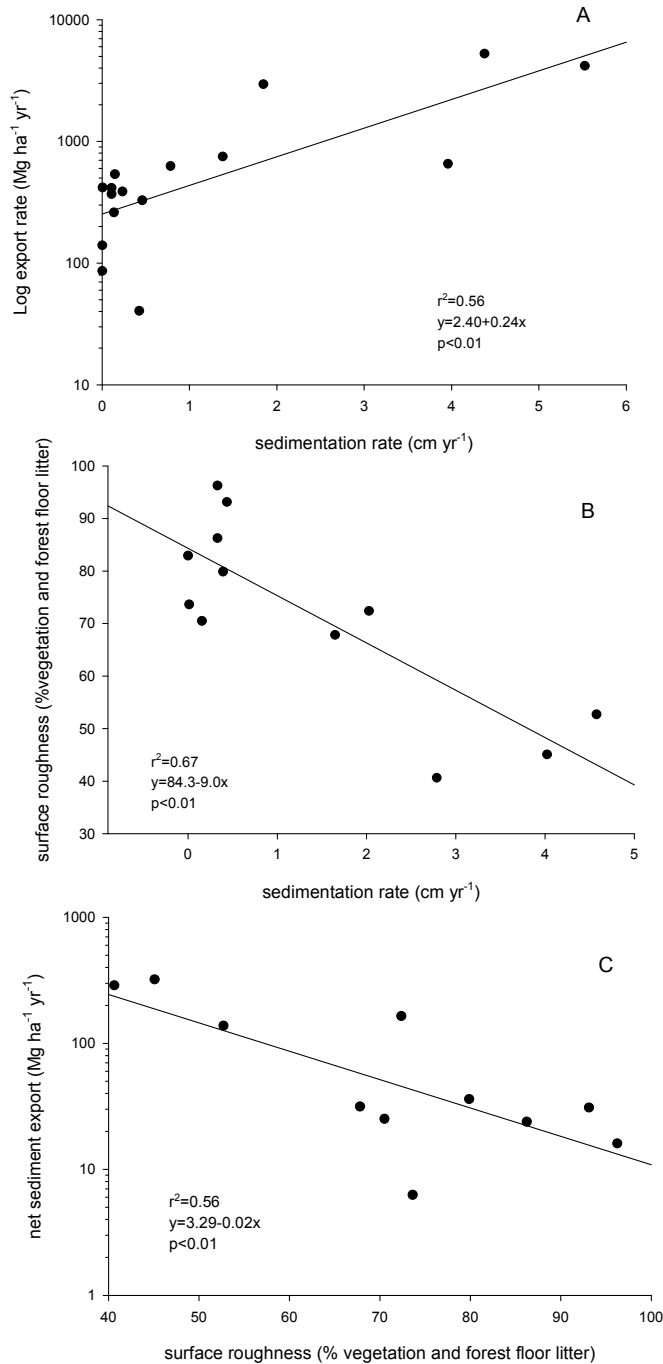 A
10000
1000
100
10
Log export rate (Mg ha⁻¹ yr⁻¹)
r²=0.56
y=2.40+0.24x
p<0.01
0 1 2 3 4 5 6
sedimentation rate (cm yr⁻¹)
B
100
90
80
70
60
50
40
30
surface roughness (%vegetation and forest floor litter)
r²=0.67
y=84.3-9.0x
p<0.01
0 1 2 3 4 5
sedimentation rate (cm yr⁻¹)
C
1000
100
10
1
net sediment export (Mg ha⁻¹ yr⁻¹)
r²=0.56
y=3.29-0.02x
p<0.01
40 50 60 70 80 90 100
surface roughness (% vegetation and forest floor litter)